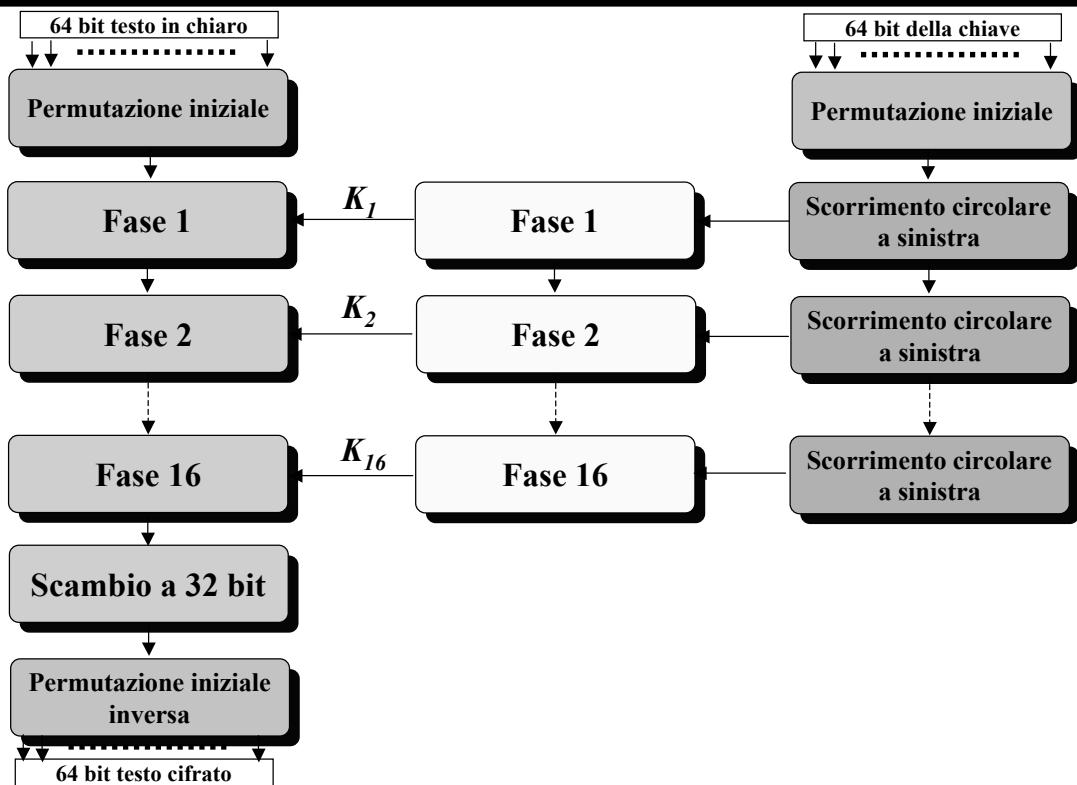 64 bit testo in chiaro
64 bit della chiave
Permutazione iniziale
Permutazione iniziale
Fase 1
K1
Fase 1
Scorrimento circolare
a sinistra
Fase 2
K2
Fase 2
Scorrimento circolare
a sinistra
Fase 16
K16
Fase 16
Scorrimento circolare
a sinistra
Scambio a 32 bit
Permutazione iniziale
inversa
64 bit testo cifrato